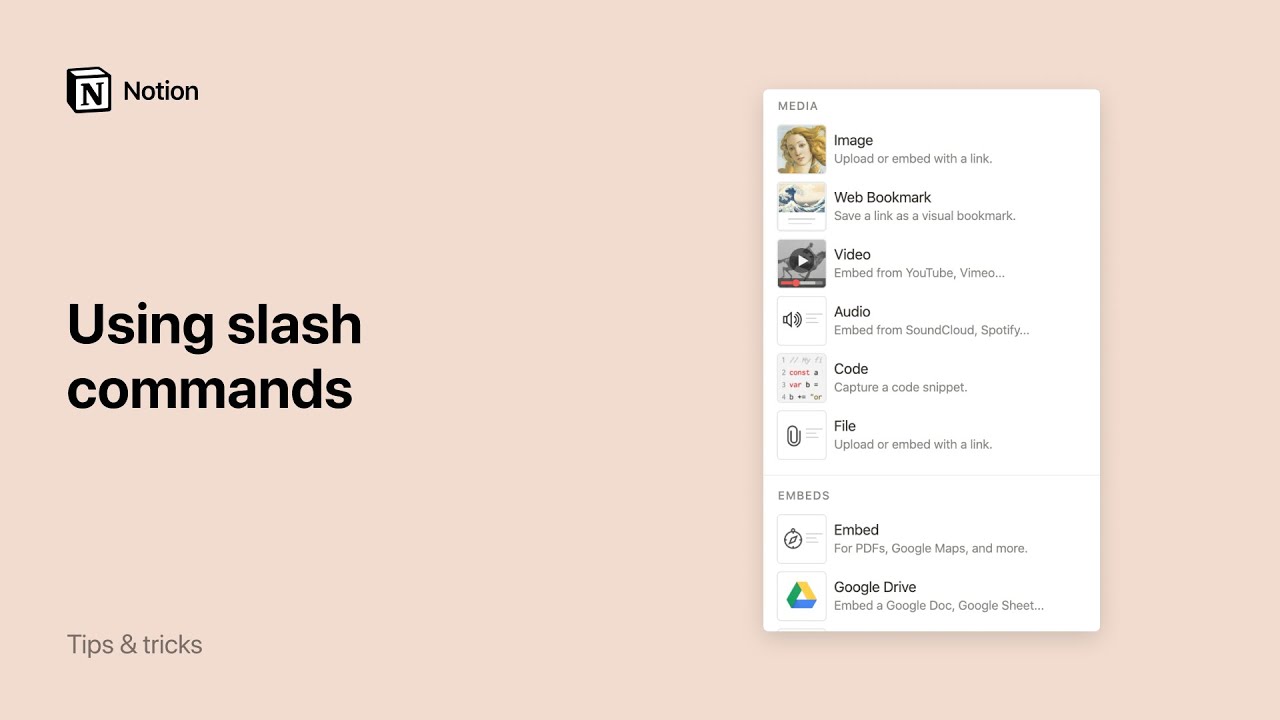 N
Notion
Using slash
commands
Tips & tricks
MEDIA
Image
Upload or embed with a link.
Web Bookmark
Save a link as a visual bookmark.
Video
Embed from YouTube, Vimeo...
Audio
Embed from SoundCloud, Spotify...
1 // My fi
2 const a
3 var b =
4 b += "or
Code
Capture a code snippet.
File
Upload or embed with a link.
EMBEDS
Embed
For PDFs, Google Maps, and more.
Google Drive
Embed a Google Doc, Google Sheet...